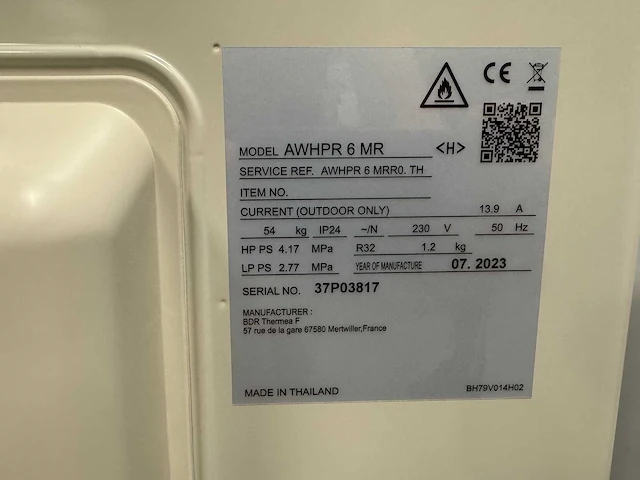 CE
MODEL AWHPR 6 MR <H>
SERVICE REF. AWHPR 6 MRR0. TH
ITEM NO.
CURRENT (OUTDOOR ONLY) 13.9 A
54 kg IP24 ~/N 230 V 50 Hz
HP PS 4.17 MPa R32 1.2 kg
LP PS 2.77 MPa YEAR OF MANUFACTURE 07. 2023
SERIAL NO. 37P03817
MANUFACTURER :
BDR Thermea F
57 rue de la gare 67580 Mertwiller,France
MADE IN THAILAND BH79V014H02